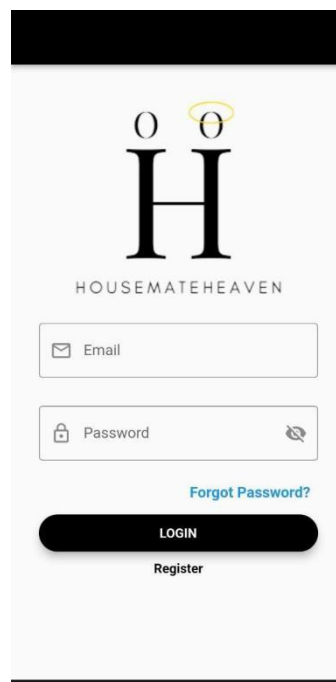 H
HOUSEMATEHEAVEN
Email
Password
Forgot Password?
LOGIN
Register